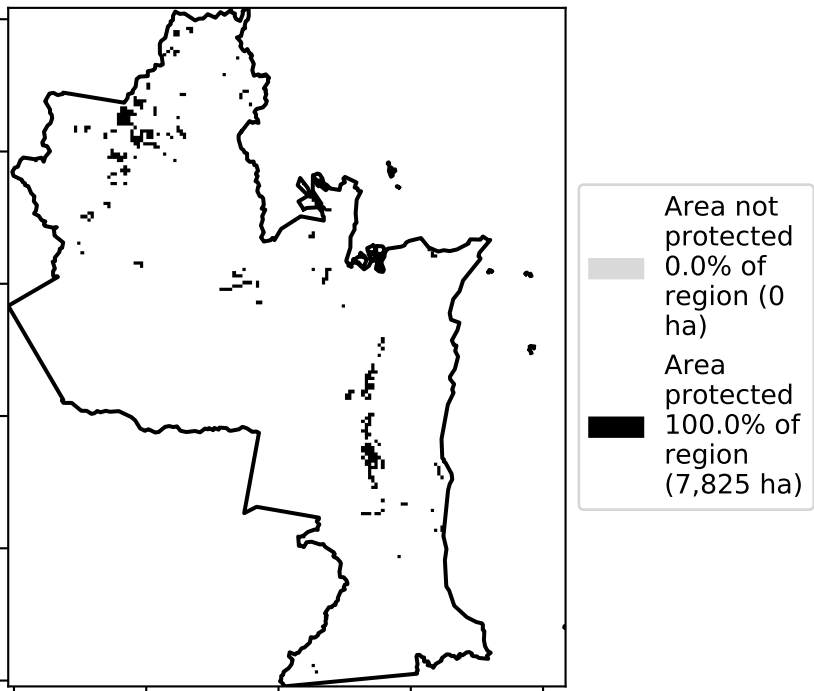 Area not
protected
0.0% of
region (0
ha)
Area
protected
100.0% of
region
(7,825 ha)